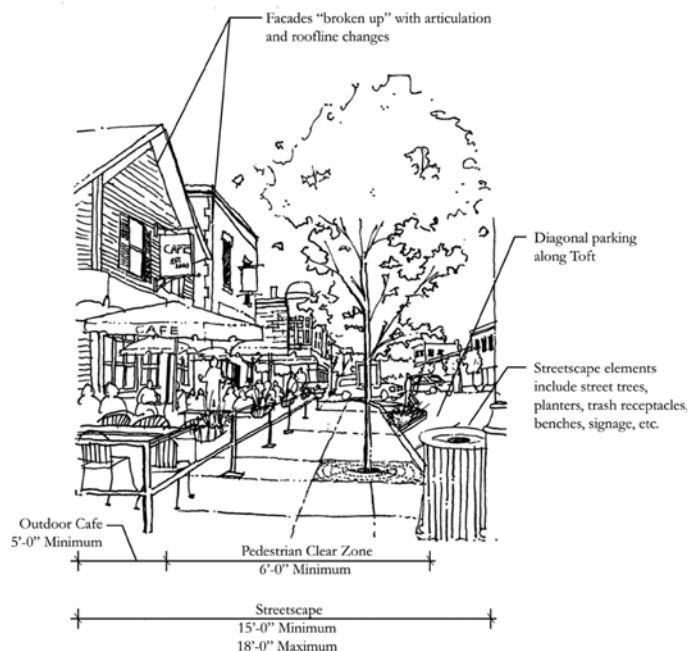 Facades “broken up” with articulation
and roofline changes
CAFE
CAFE
Diagonal parking
along Toft
Streetscape elements
include street trees,
planters, trash receptacles,
benches, signage, etc.
Outdoor Cafe
5’-0” Minimum
Pedestrian Clear Zone
6’-0” Minimum
Streetscape
15’-0” Minimum
18’-0” Maximum